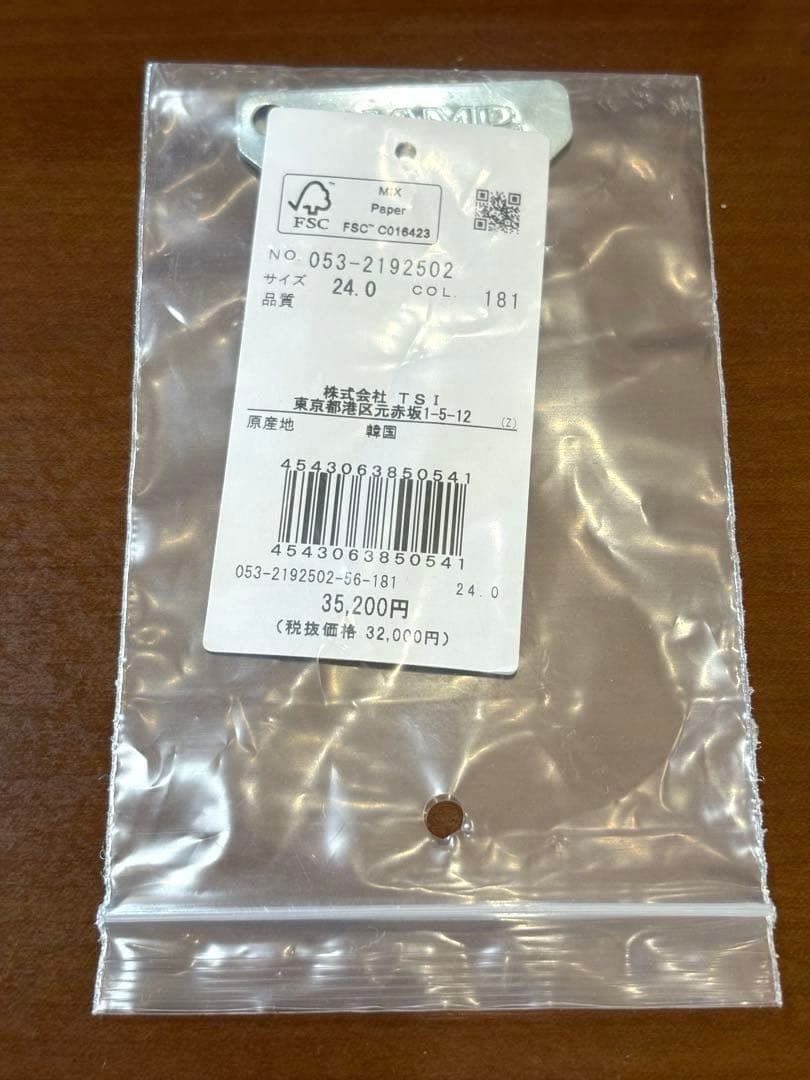 MIX
Paper
FSC™ C016423
FSC™
NO. 053-2192502
サイズ 24.0 COL. 181
品質
株式会社 TSI
東京都港区元赤坂1-5-12 (Z)
原産地 韓国
4543063850541
4543063850541
053-2192502-56-181 24.0
35,200円
(税抜価格 32,000円)